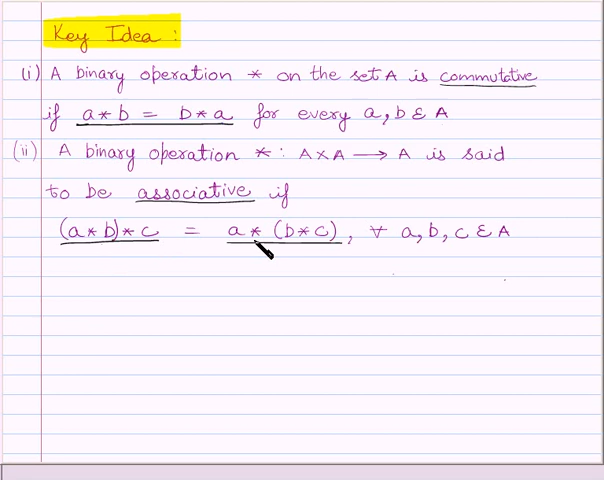 Key Idea :
(i) A binary operation * on the set A is commutative
if a * b = b * a for every a, b ε A
(ii) A binary operation * : A × A → A is said
to be associative if
(a * b) * c = a * (b * c), ∀ a, b, c ε A